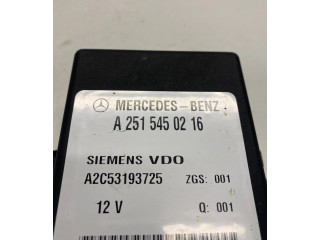 MERCEDES-BENZ
A 251 545 02 16
SIEMENS VDO
A2C53193725 ZGS: 001
12 V Q: 001